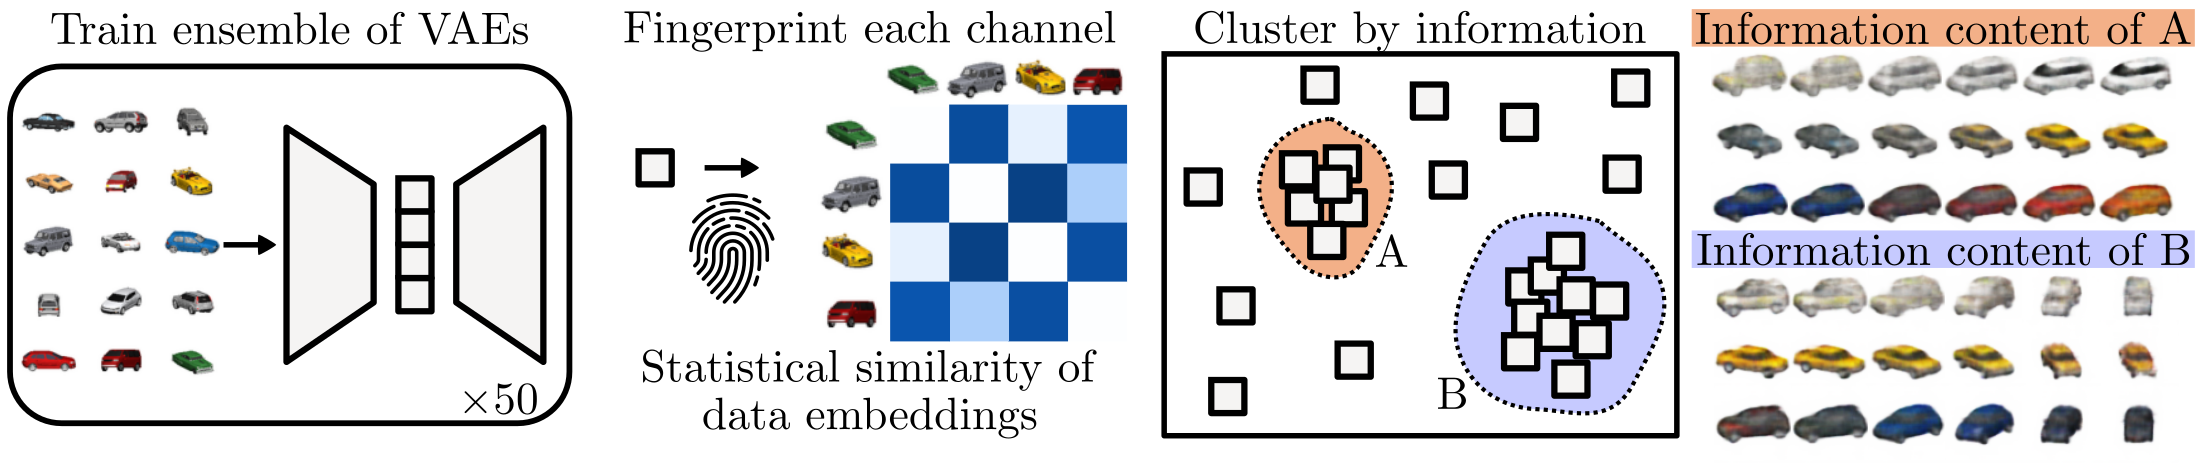 Train ensemble of VAEs
×50
Fingerprint each channel
Statistical similarity of
data embeddings
Cluster by information
A
B
Information content of A
Information content of B